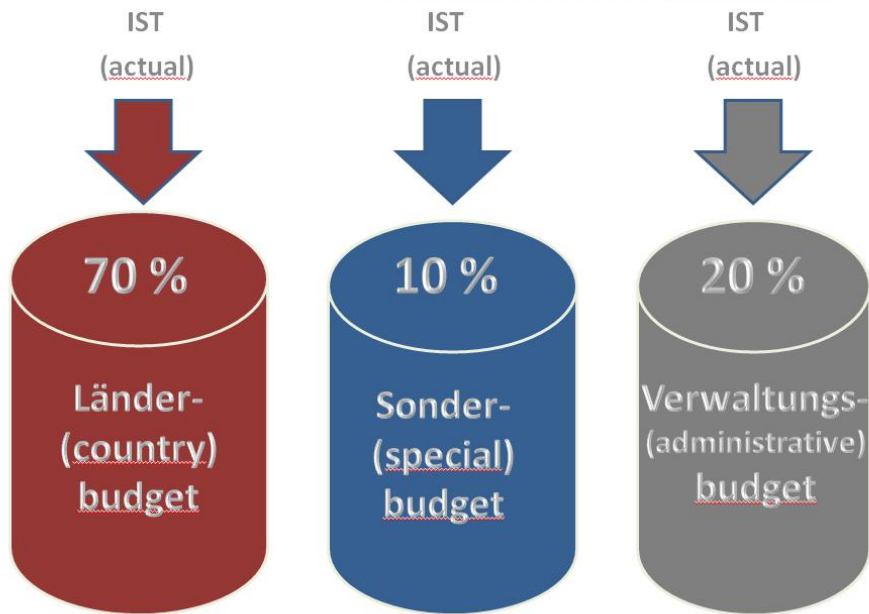 IST
(actual)
IST
(actual)
IST
(actual)
70 %
Länder-
(country)
budget
10 %
Sonder-
(special)
budget
20 %
Verwaltungs-
(administrative)
budget